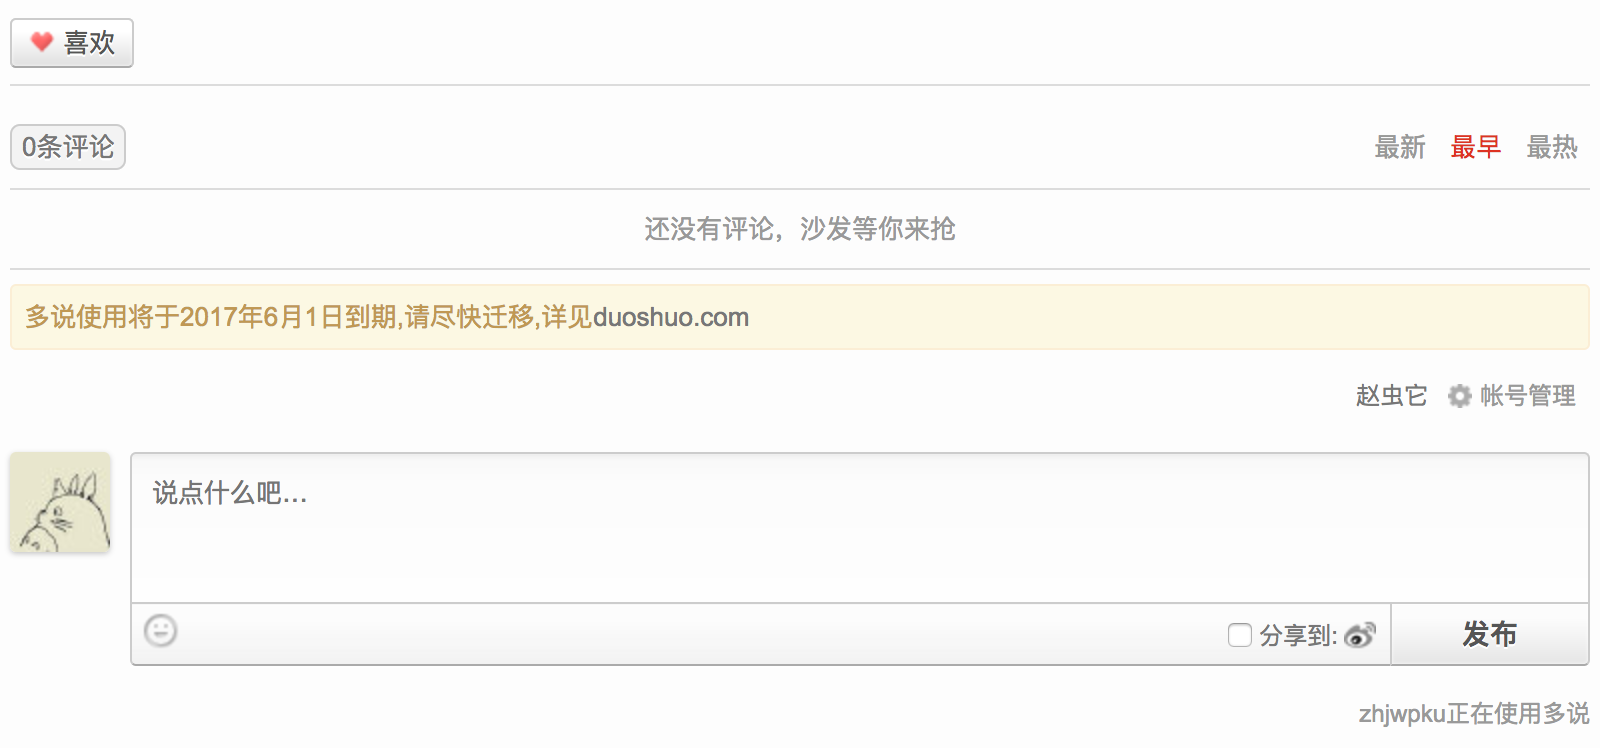 喜欢
0条评论
最新 最早 最热
还没有评论，沙发等你来抢
多说使用将于2017年6月1日到期,请尽快迁移,详见duoshuo.com
赵虫它 帐号管理
说点什么吧...
分享到: 发布
zhjwpku正在使用多说